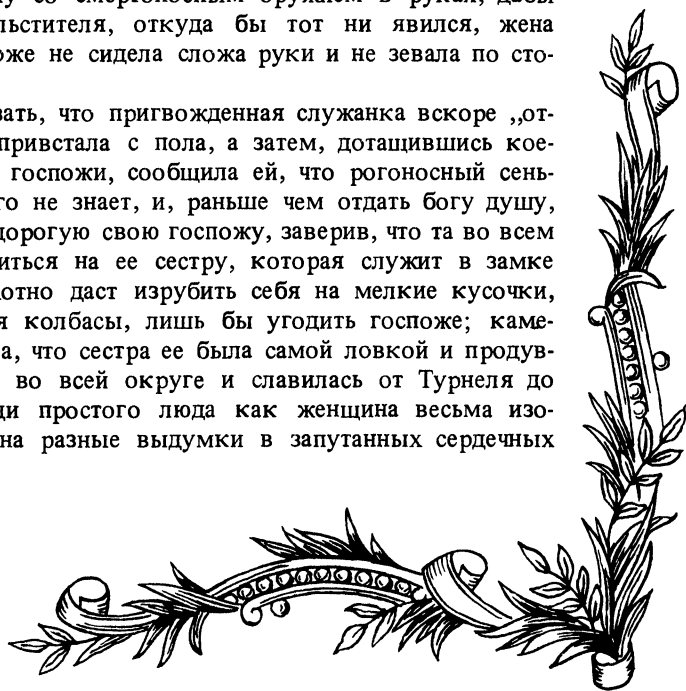 со смертоносным оружием в руках, дабы
льстителя, откуда бы тот ни явился, жена
оже не сидела сложа руки и не зевала по сто-
зать, что пригвожденная служанка вскоре „от-
привстала с пола, а затем, дотащившись кое-
госпожи, сообщила ей, что рогоносный сень-
го не знает, и, раньше чем отдать богу душу,
дорогую свою госпожу, заверив, что та во всем
иться на ее сестру, которая служит в замке
отно даст изрубить себя на мелкие кусочки,
я колбасы, лишь бы угодить госпоже; каме-
а, что сестра ее была самой ловкой и продув-
во всей округе и славилась от Турнеля до
ди простого люда как женщина весьма изо-
на разные выдумки в запутанных сердечных